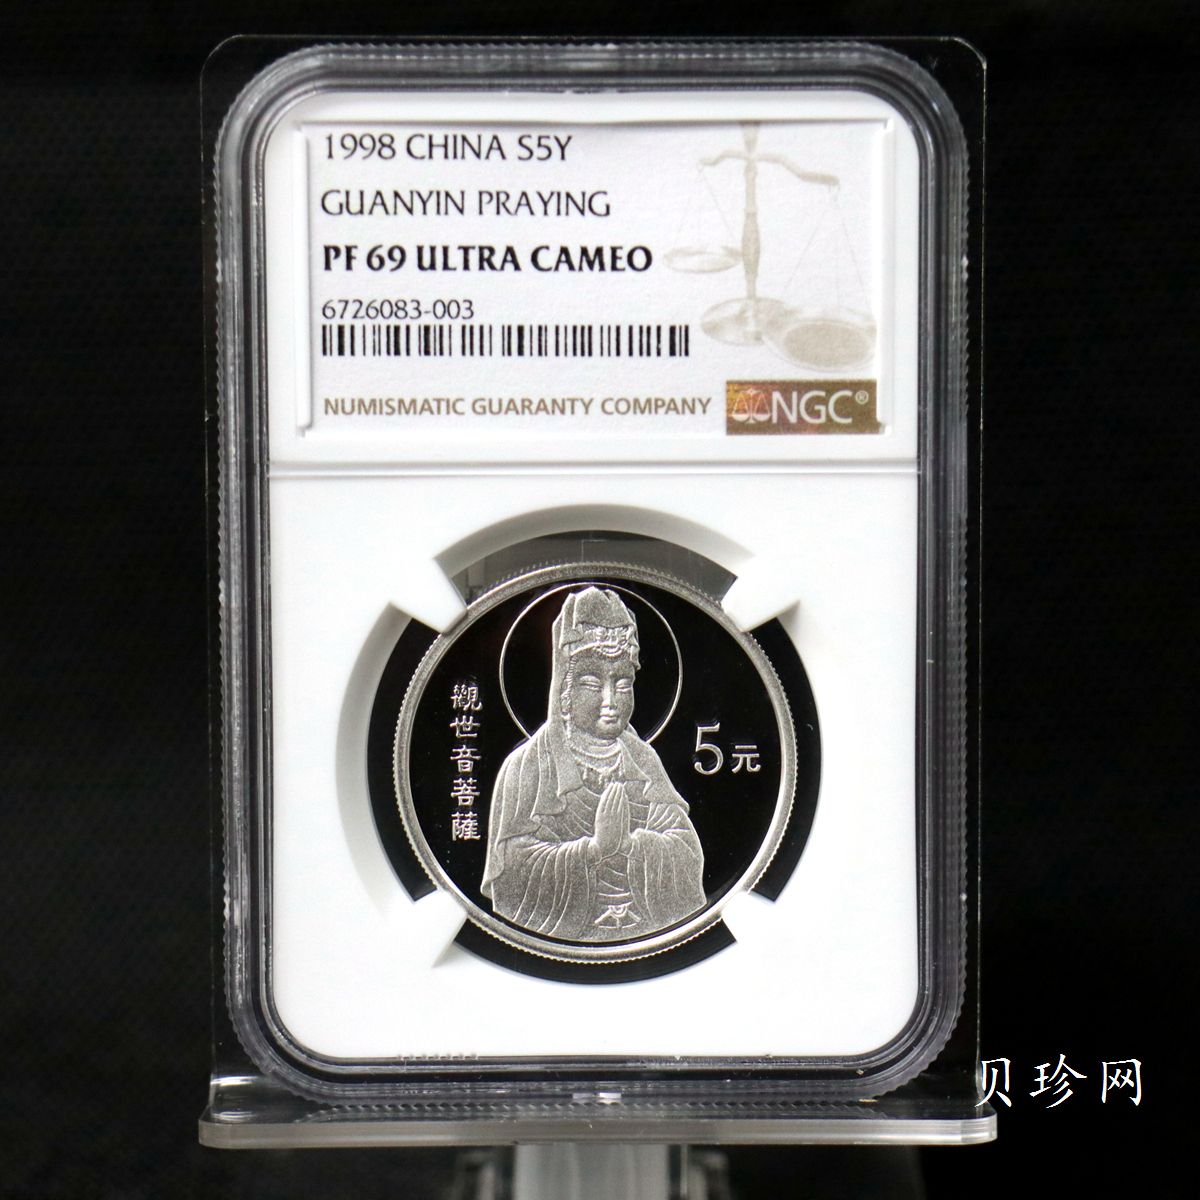 1998 CHINA S5Y
GUANYIN PRAYING
PF 69 ULTRA CAMEO
6726083-003
NUMISMATIC GUARANTY COMPANY
NGC®
觀世音菩薩
5元
贝珍网